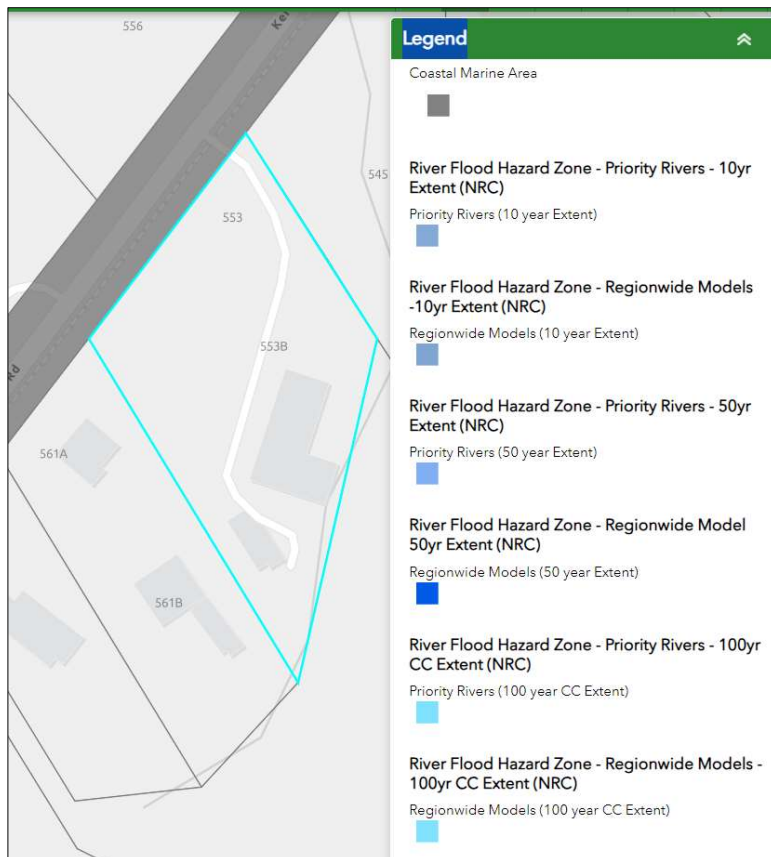 556
Ker
545
553
553B
Rd
561A
561B
Legend
Coastal Marine Area
River Flood Hazard Zone - Priority Rivers - 10yr
Extent (NRC)
Priority Rivers (10 year Extent)
River Flood Hazard Zone - Regionwide Models
-10yr Extent (NRC)
Regionwide Models (10 year Extent)
River Flood Hazard Zone - Priority Rivers - 50yr
Extent (NRC)
Priority Rivers (50 year Extent)
River Flood Hazard Zone - Regionwide Model
50yr Extent (NRC)
Regionwide Models (50 year Extent)
River Flood Hazard Zone - Priority Rivers - 100yr
CC Extent (NRC)
Priority Rivers (100 year CC Extent)
River Flood Hazard Zone - Regionwide Models -
100yr CC Extent (NRC)
Regionwide Models (100 year CC Extent)